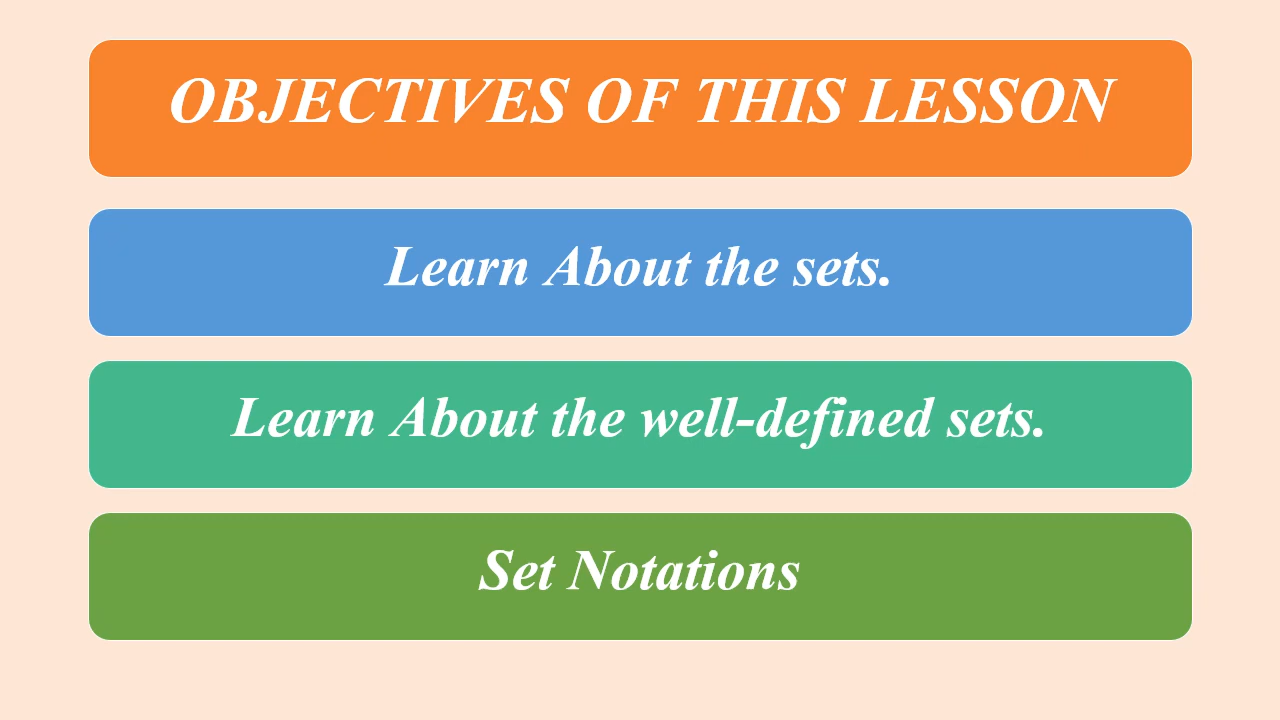 OBJECTIVES OF THIS LESSON
Learn About the sets.
Learn About the well-defined sets.
Set Notations